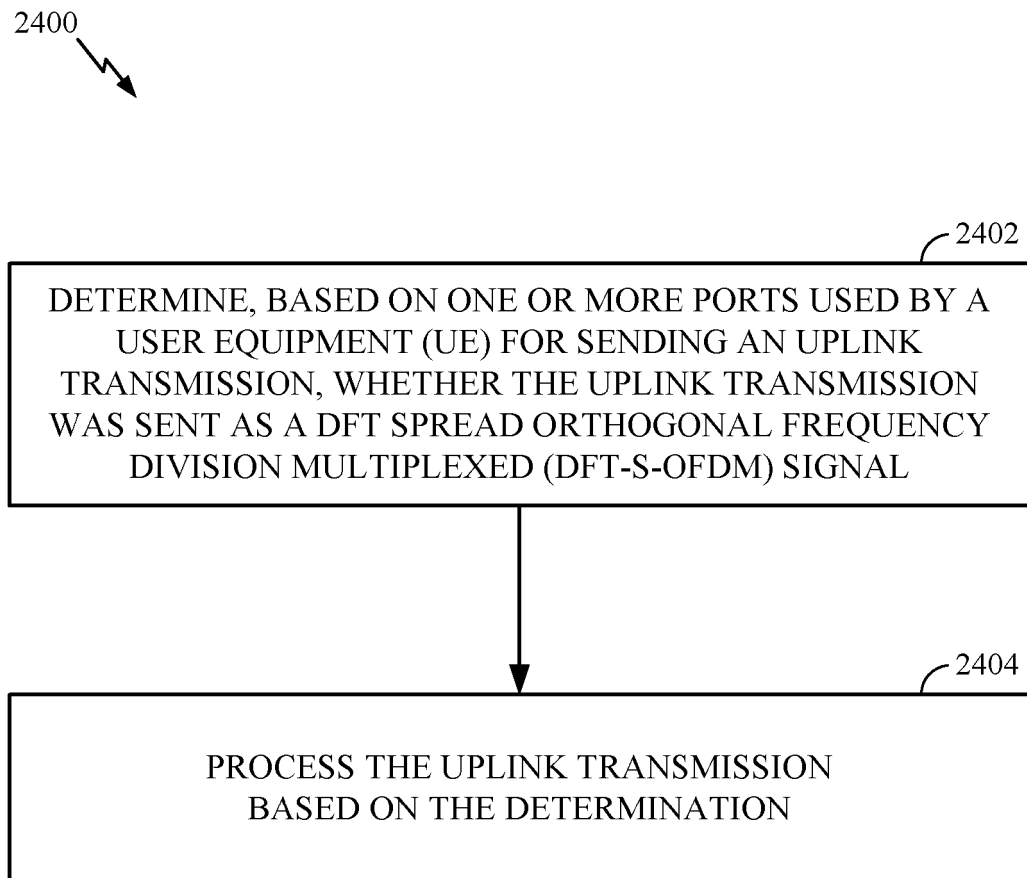 2400
2402
DETERMINE, BASED ON ONE OR MORE PORTS USED BY A
USER EQUIPMENT (UE) FOR SENDING AN UPLINK
TRANSMISSION, WHETHER THE UPLINK TRANSMISSION
WAS SENT AS A DFT SPREAD ORTHOGONAL FREQUENCY
DIVISION MULTIPLEXED (DFT-S-OFDM) SIGNAL
2404
PROCESS THE UPLINK TRANSMISSION
BASED ON THE DETERMINATION